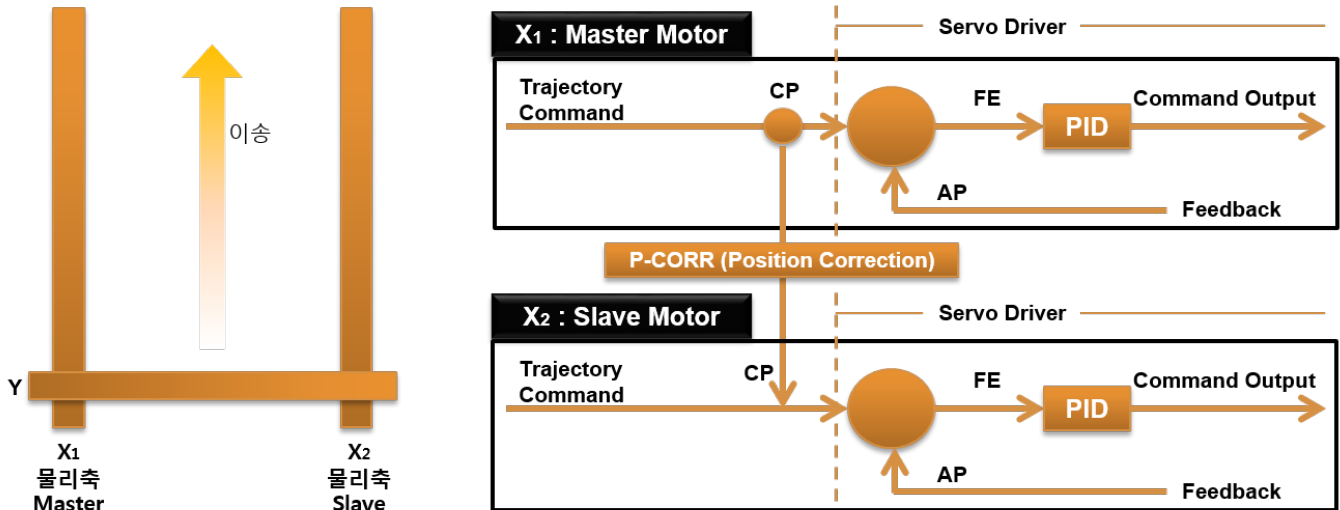 이송
Y
X1
물리축
Master
X2
물리축
Slave
X1 : Master Motor
Servo Driver
Trajectory
Command
CP
FE
PID
Command Output
AP
Feedback
P-CORR (Position Correction)
X2 : Slave Motor
Servo Driver
Trajectory
Command
CP
FE
PID
Command Output
AP
Feedback